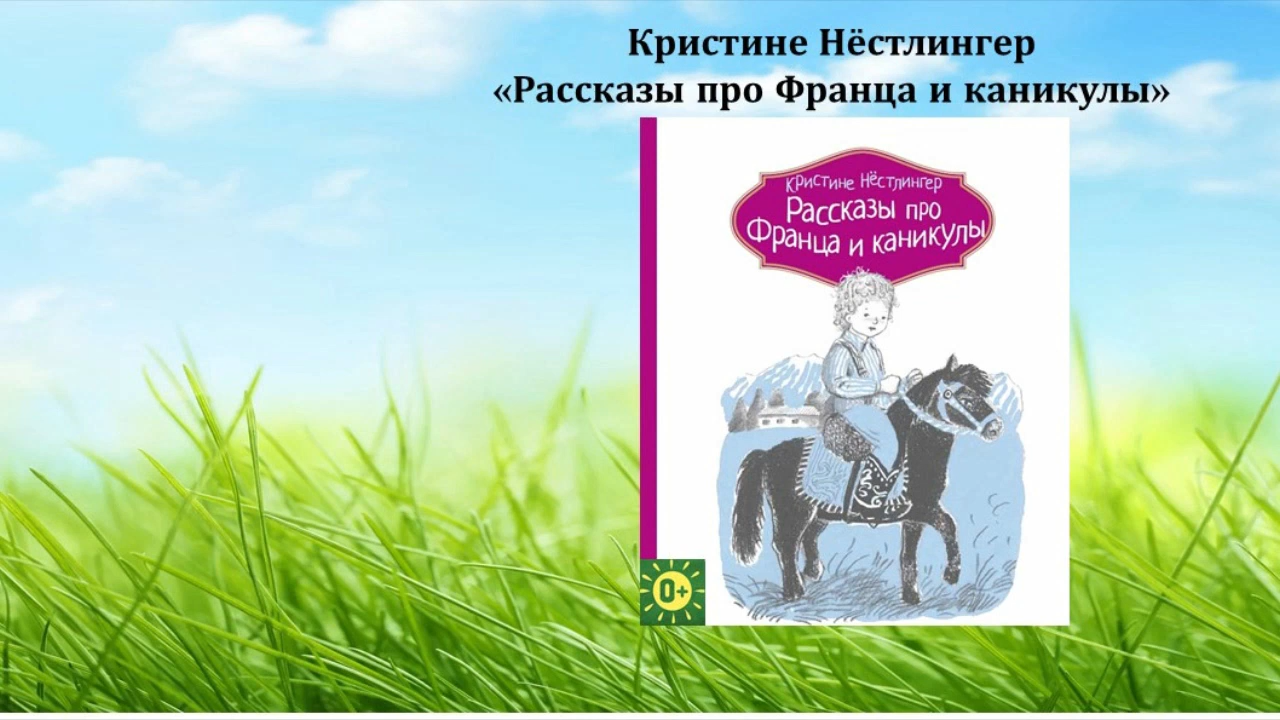 Кристине Нёстлингер
«Рассказы про Франца и каникулы»
Кристине Нёстлингер
Рассказы про
Франца и каникулы
0+